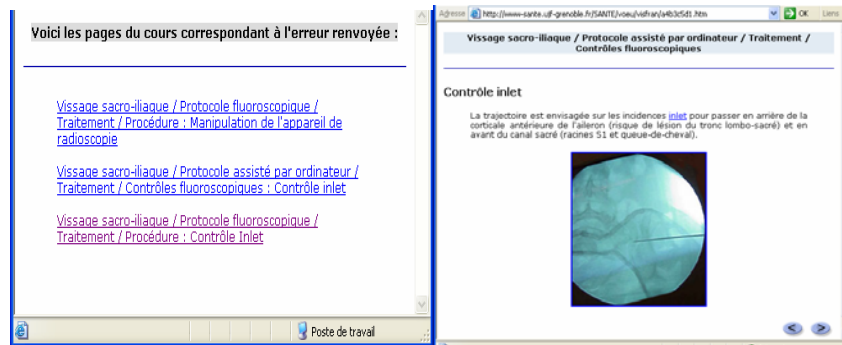 Voici les pages du cours correspondant à l'erreur renvoyée :
Vissage sacro-iliaque / Protocole fluoroscopique /
Traitement / Procédure : Manipulation de l'appareil de
radioscopie
Vissage sacro-iliaque / Protocole assisté par ordinateur /
Traitement / Contrôles fluoroscopiques : Contrôle inlet
Vissage sacro-iliaque / Protocole fluoroscopique /
Traitement / Procédure : Contrôle Inlet
Poste de travail
Adresse http://www-sante.ujf-grenoble.fr/SANTE/voeu/visfran/a4b3c5d1.htm OK Liens
Vissage sacro-iliaque / Protocole assisté par ordinateur / Traitement /
Contrôles fluoroscopiques
Contrôle inlet
La trajectoire est envisagée sur les incidences inlet pour passer en arrière de la
corticale antérieure de l'aileron (risque de lésion du tronc lombo-sacré) et en
avant du canal sacré (racines S1 et queue-de-cheval).